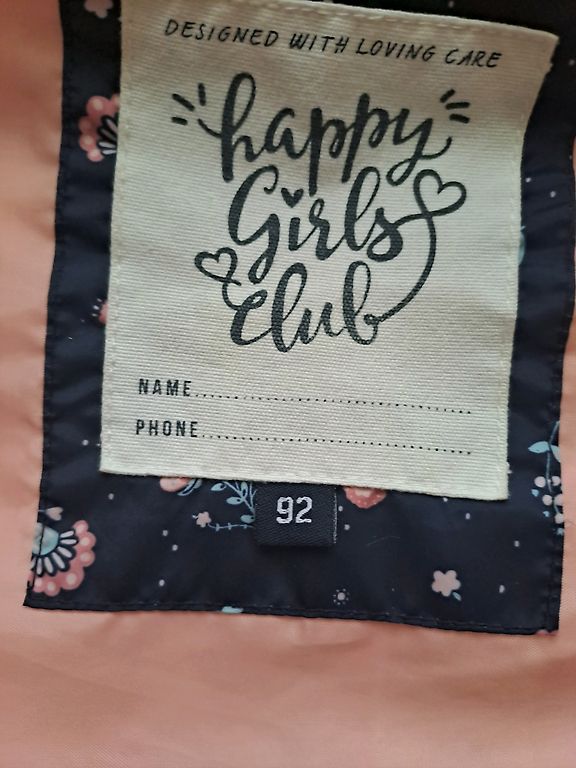 DESIGNED WITH LOVING CARE
happy
Girls
club
NAME........................................
PHONE........................................
92